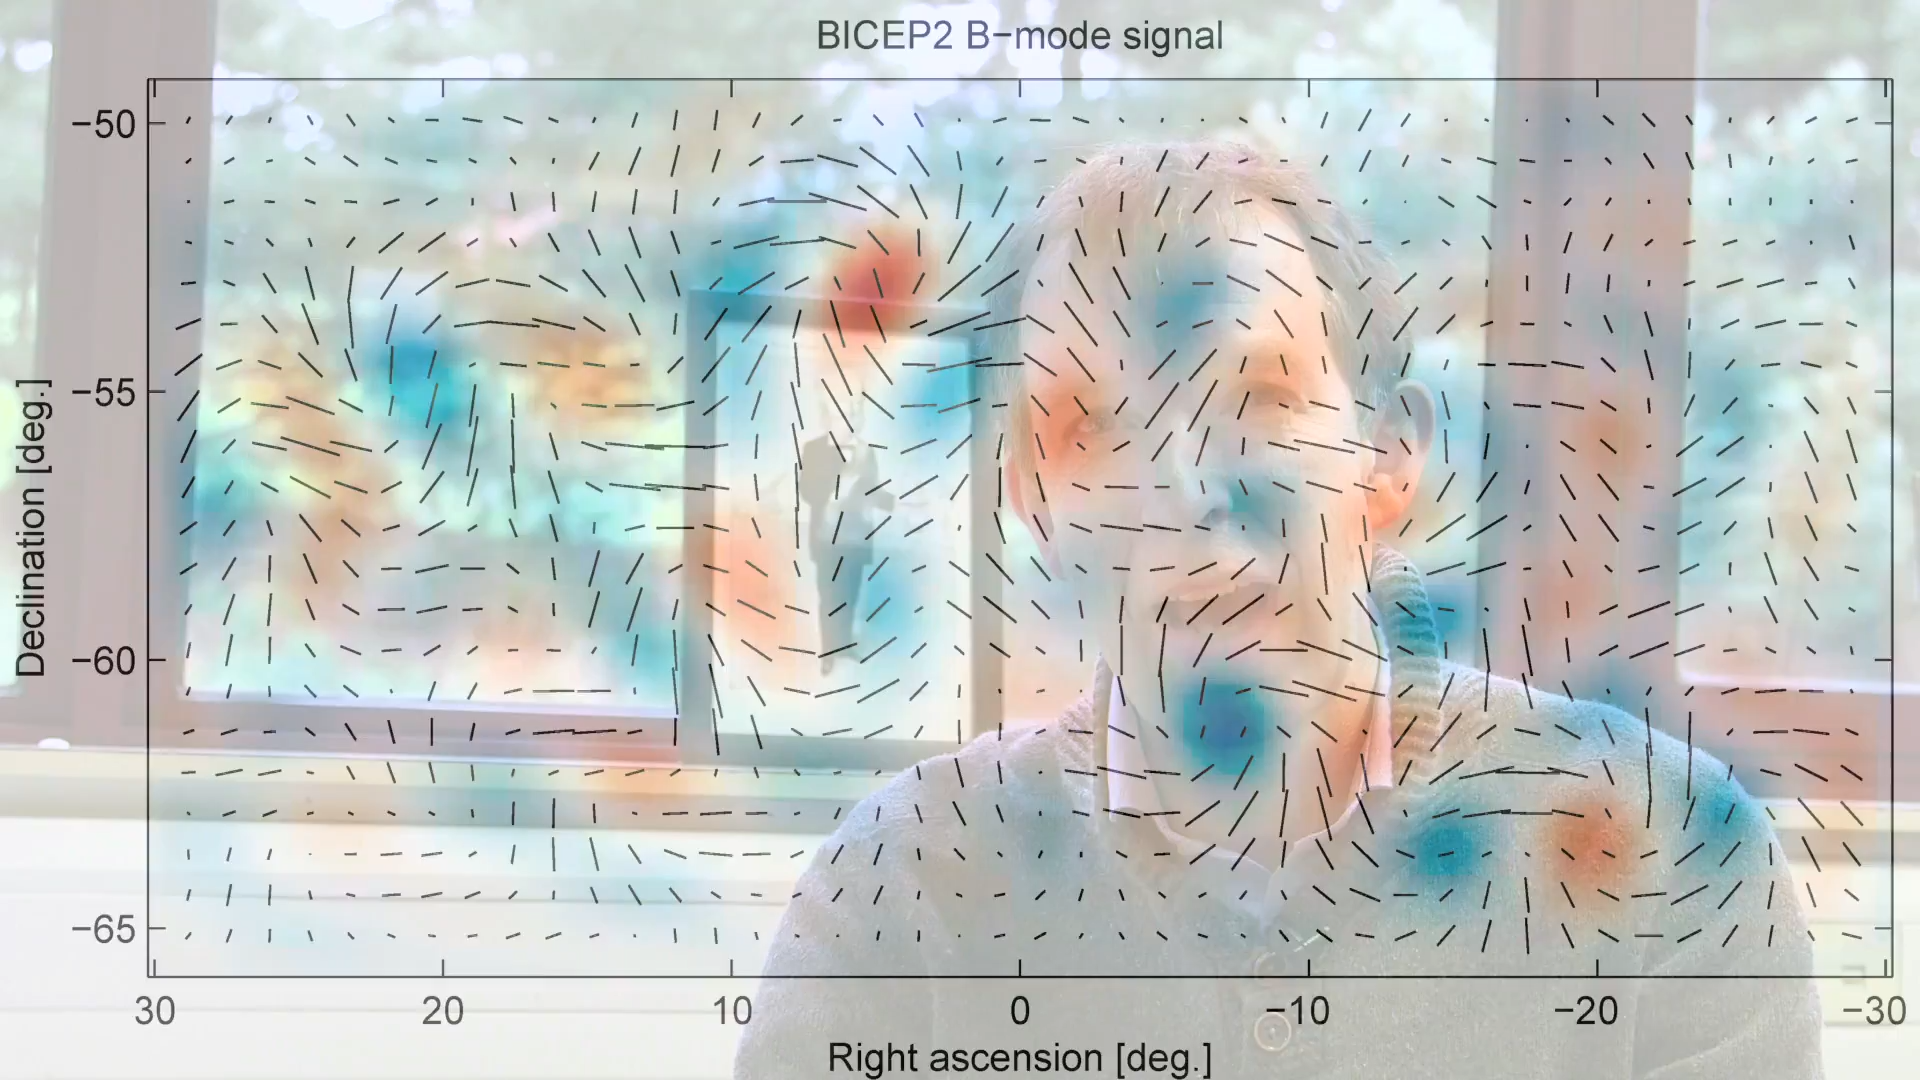 BICEP2 B−mode signal
−50
−55
−60
−65
Declination [deg.]
30 20 10 0 −10 −20 −30
Right ascension [deg.]